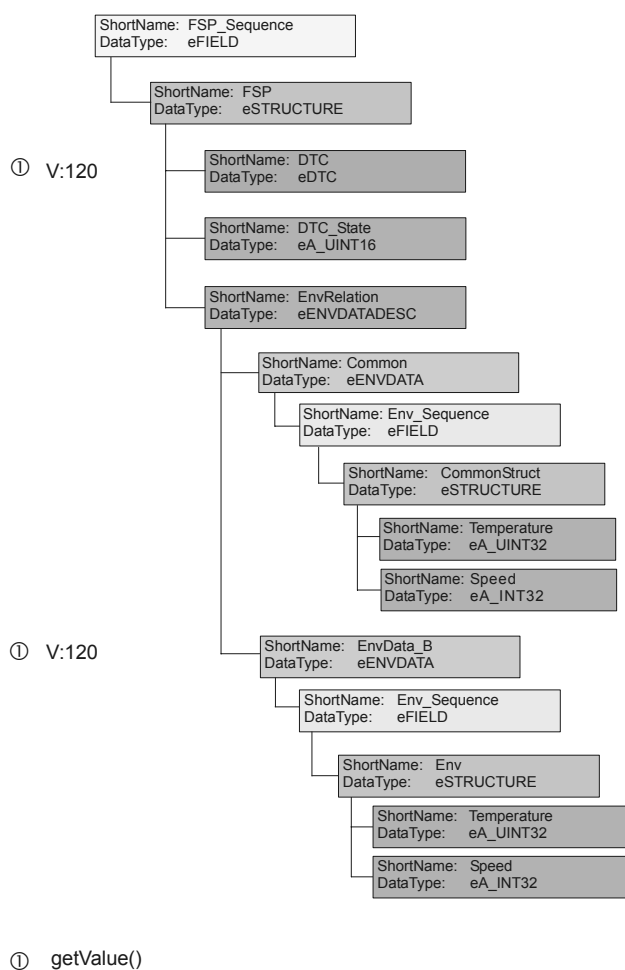 ShortName: FSP_Sequence
DataType: eFIELD
ShortName: FSP
DataType: eSTRUCTURE
① V:120
ShortName: DTC
DataType: eDTC
ShortName: DTC_State
DataType: eA_UINT16
ShortName: EnvRelation
DataType: eENVDATADESC
ShortName: Common
DataType: eENVDATA
ShortName: Env_Sequence
DataType: eFIELD
ShortName: CommonStruct
DataType: eSTRUCTURE
ShortName: Temperature
DataType: eA_UINT32
ShortName: Speed
DataType: eA_INT32
① V:120
ShortName: EnvData_B
DataType: eENVDATA
ShortName: Env_Sequence
DataType: eFIELD
ShortName: Env
DataType: eSTRUCTURE
ShortName: Temperature
DataType: eA_UINT32
ShortName: Speed
DataType: eA_INT32
① getValue()